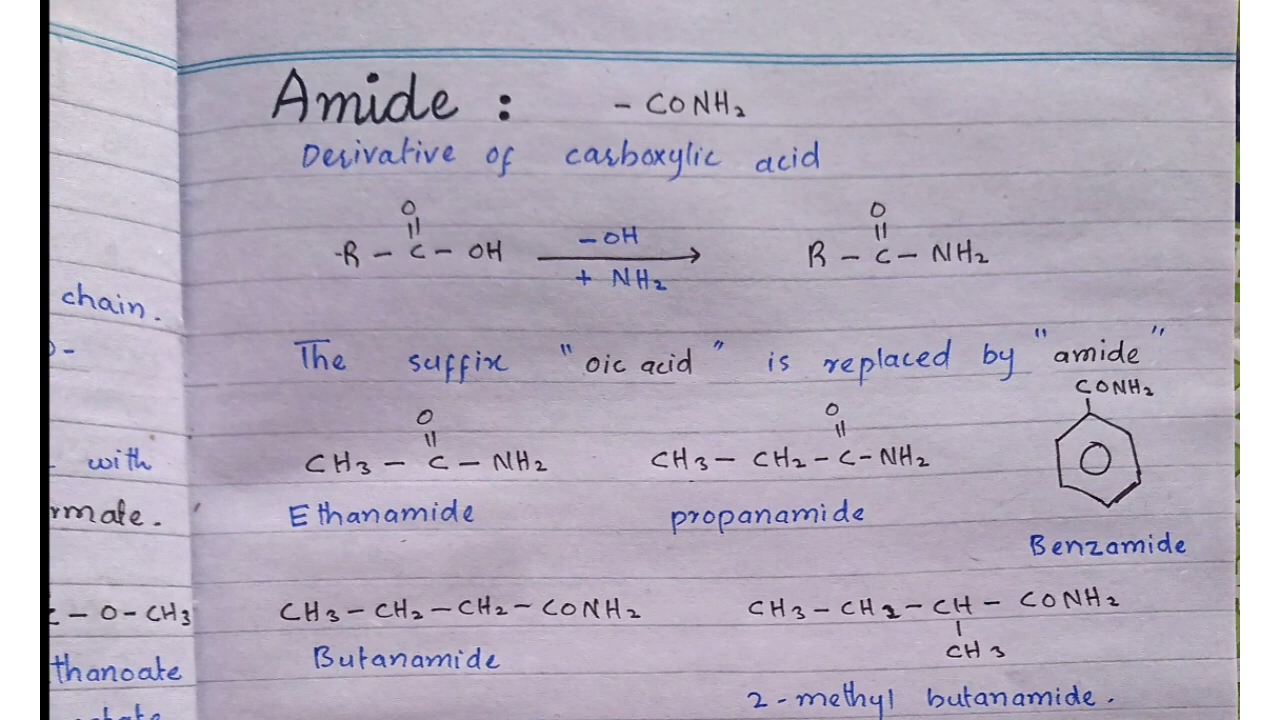 Amide : - CONH₂
Derivative of carboxylic acid
O O
|| ||
-R - C - OH - OH R - C - NH₂
+ NH₂
chain.
The suffix "oic acid" is replaced by "amide"
CONH₂
O O
|| ||
with CH₃ - C - NH₂ CH₃ - CH₂ - C - NH₂
rmate. Ethanamide propanamide
Benzamide
- O - CH₃ CH₃ - CH₂ - CH₂ - CONH₂ CH₃ - CH₂ - CH - CONH₂
|
CH₃
thanoate Butanamide
2 - methyl butanamide.